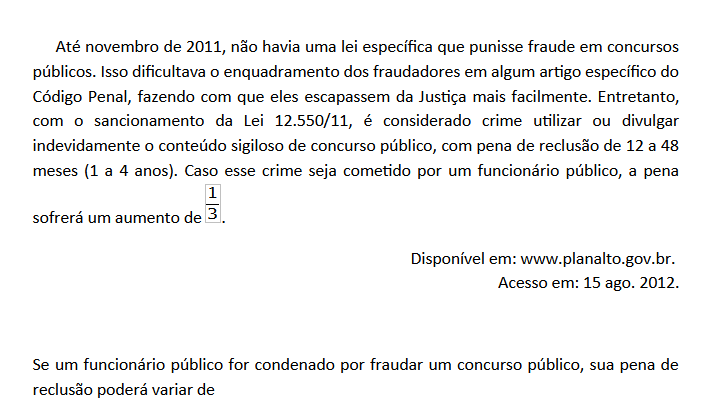 Até novembro de 2011, não havia uma lei específica que punisse fraude em concursos
públicos. Isso dificultava o enquadramento dos fraudadores em algum artigo específico do
Código Penal, fazendo com que eles escapassem da Justiça mais facilmente. Entretanto,
com o sancionamento da Lei 12.550/11, é considerado crime utilizar ou divulgar
indevidamente o conteúdo sigiloso de concurso público, com pena de reclusão de 12 a 48
meses (1 a 4 anos). Caso esse crime seja cometido por um funcionário público, a pena
sofrerá um aumento de 1/3.
Disponível em: www.planalto.gov.br.
Acesso em: 15 ago. 2012.
Se um funcionário público for condenado por fraudar um concurso público, sua pena de
reclusão poderá variar de